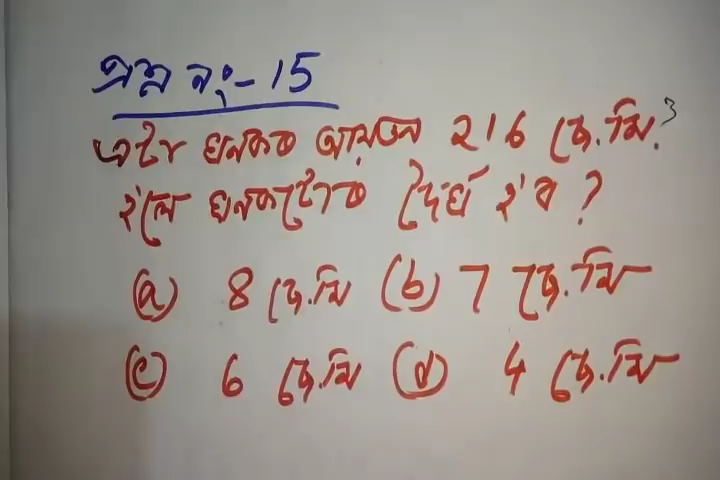 প্ৰশ্ন নং - 15
এটা ঘনকৰ আয়তন 216 ছে.মি.³
হ'লে ঘনকটোৰ দৈৰ্ঘ্য হ'ব ?
(a) 8 ছে.মি (b) 7 ছে.মি
(c) 6 ছে.মি (d) 4 ছে.মি